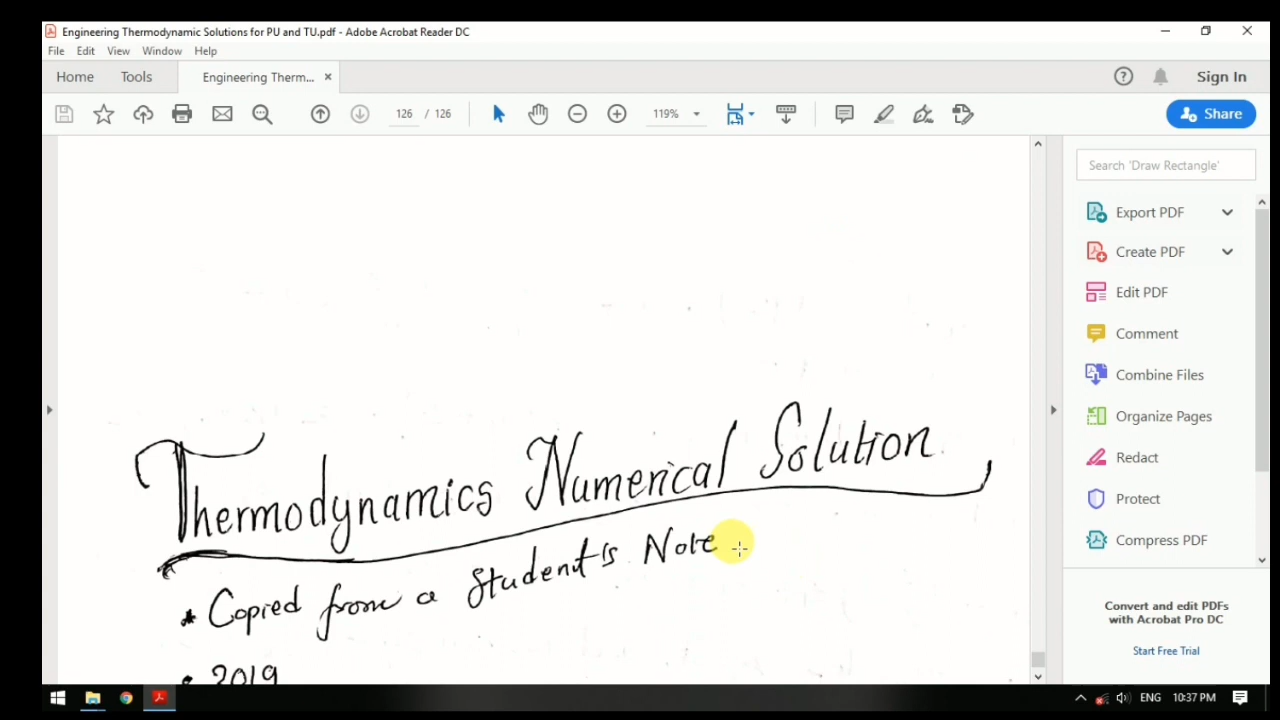 Engineering Thermodynamic Solutions for PU and TU.pdf - Adobe Acrobat Reader DC
File Edit View Window Help
Home Tools Engineering Therm... × Sign In
126 / 126 119% Share
Search 'Draw Rectangle'
Export PDF
Create PDF
Edit PDF
Comment
Combine Files
Organize Pages
Redact
Protect
Compress PDF
Convert and edit PDFs
with Acrobat Pro DC
Start Free Trial
Thermodynamics Numerical Solution
* Copied from a Student's Note
• 2019
ENG 10:37 PM